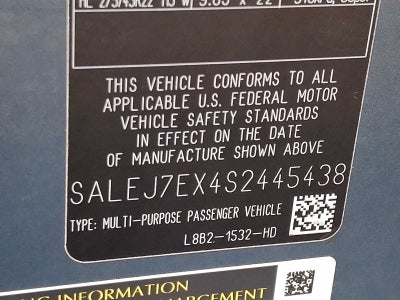 THIS VEHICLE CONFORMS TO ALL
APPLICABLE U.S. FEDERAL MOTOR
VEHICLE SAFETY STANDARDS
IN EFFECT ON THE DATE
OF MANUFACTURE SHOWN ABOVE
SALEJ7EX4S2445438
TYPE: MULTI-PURPOSE PASSENGER VEHICLE
L8B2-1532-HD
INFORMATION